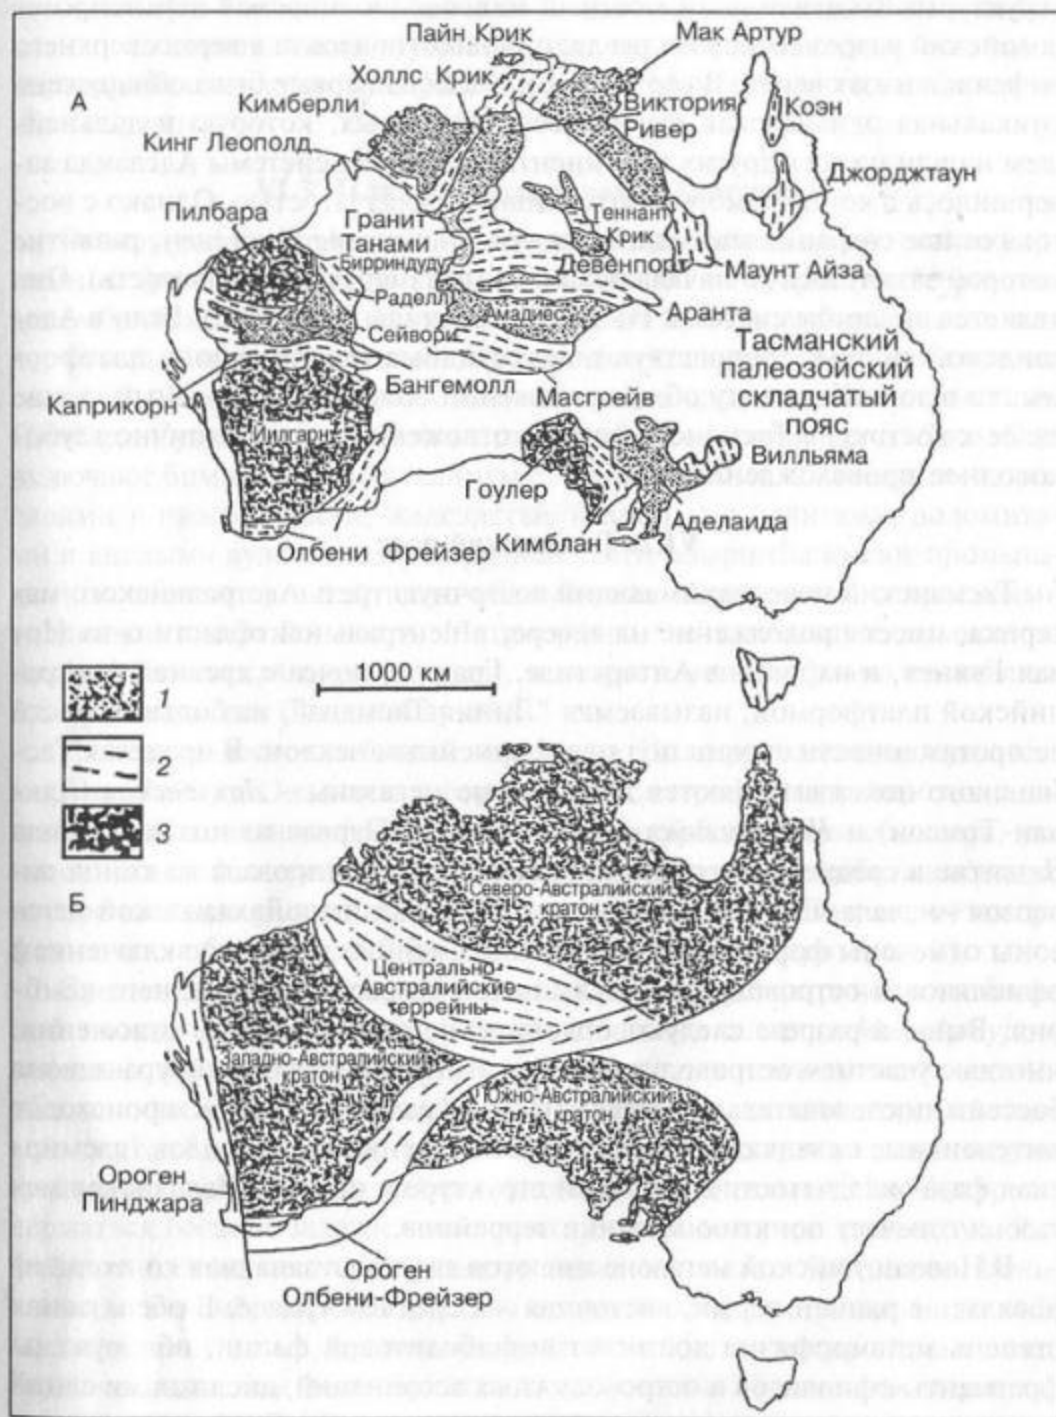 А
Пайн Крик
Мак Артур
Холлс Крик
Кимберли
Виктория
Ривер
Коэн
Кинг Леополд
Джорджтаун
Пилбара
Гранит
Танами
Бирриндуду
Теннант
Крик
Девенпорт
Маунт Айза
Раделл
Амадиес
Аранта
Сейвори
Тасманский
палеозойский
складчатый
пояс
Бангемолл
Масгрейв
Каприкорн
Йилгарн
Вилльяма
Гоулер
Аделаида
Олбени Фрейзер
Кимблан
1
1000 км
2
3
Б
Северо-Австралийский
кратон
Центрально-
Австралийские
террейны
Западно-Австралийский
кратон
Южно-Австралийский
кратон
Ороген
Пинджара
Ороген
Олбени-Фрейзер